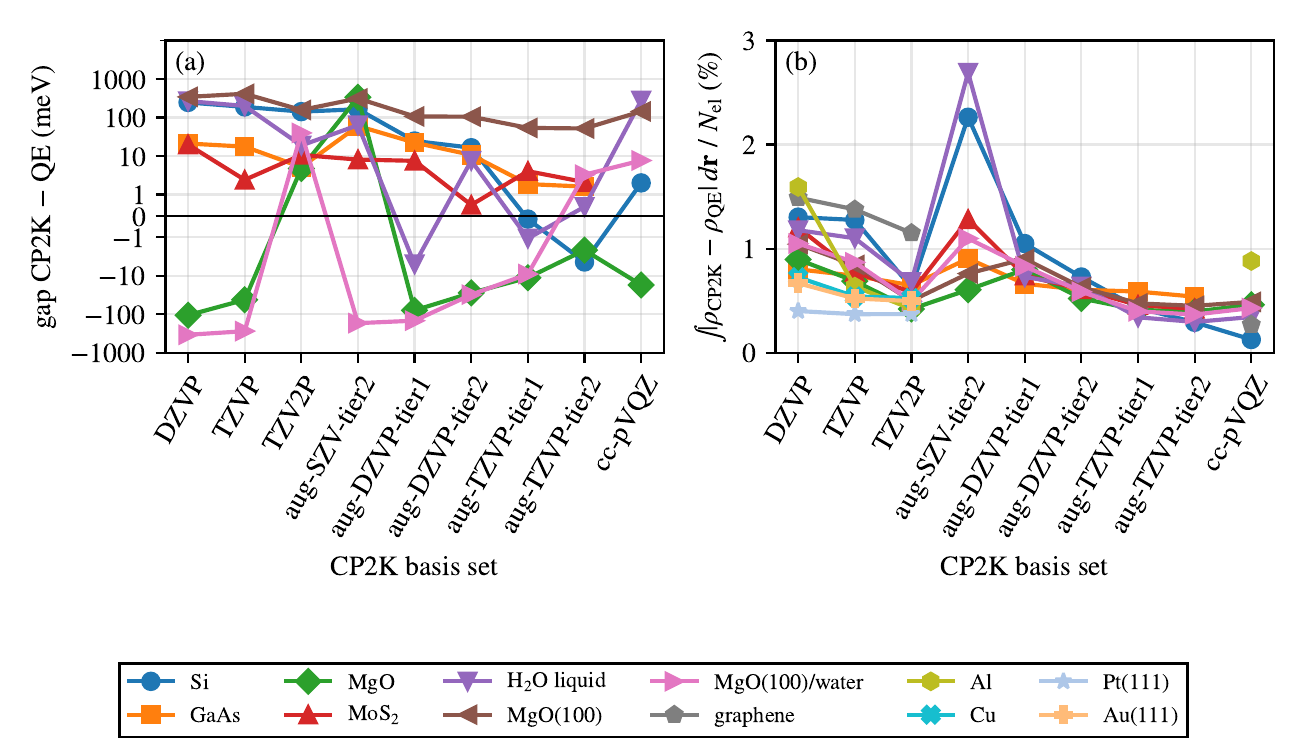 (a)
gap CP2K − QE (meV)
1000
100
10
1
0
−1
−10
−100
−1000
DZVP
TZVP
TZV2P
aug-SZV-tier2
aug-DZVP-tier1
aug-DZVP-tier2
aug-TZVP-tier1
aug-TZVP-tier2
cc-pVQZ
CP2K basis set
(b)
∫|ρCP2K − ρQE| dr / Nel (%)
3
2
1
0
DZVP
TZVP
TZV2P
aug-SZV-tier2
aug-DZVP-tier1
aug-DZVP-tier2
aug-TZVP-tier1
aug-TZVP-tier2
cc-pVQZ
CP2K basis set
Si MgO H2O liquid MgO(100)/water Al Pt(111)
GaAs MoS2 MgO(100) graphene Cu Au(111)